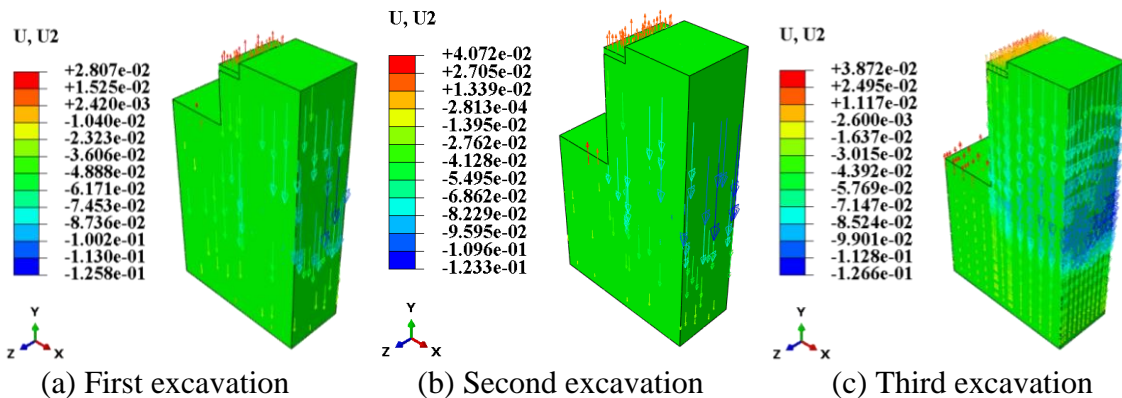 U, U2
+2.807e-02
+1.525e-02
+2.420e-03
-1.040e-02
-2.323e-02
-3.606e-02
-4.888e-02
-6.171e-02
-7.453e-02
-8.736e-02
-1.002e-01
-1.130e-01
-1.258e-01
Y
Z
X
(a) First excavation
U, U2
+4.072e-02
+2.705e-02
+1.339e-02
-2.813e-04
-1.395e-02
-2.762e-02
-4.128e-02
-5.495e-02
-6.862e-02
-8.229e-02
-9.595e-02
-1.096e-01
-1.233e-01
Y
Z
X
(b) Second excavation
U, U2
+3.872e-02
+2.495e-02
+1.117e-02
-2.600e-03
-1.637e-02
-3.015e-02
-4.392e-02
-5.769e-02
-7.147e-02
-8.524e-02
-9.901e-02
-1.128e-01
-1.266e-01
Y
Z
X
(c) Third excavation